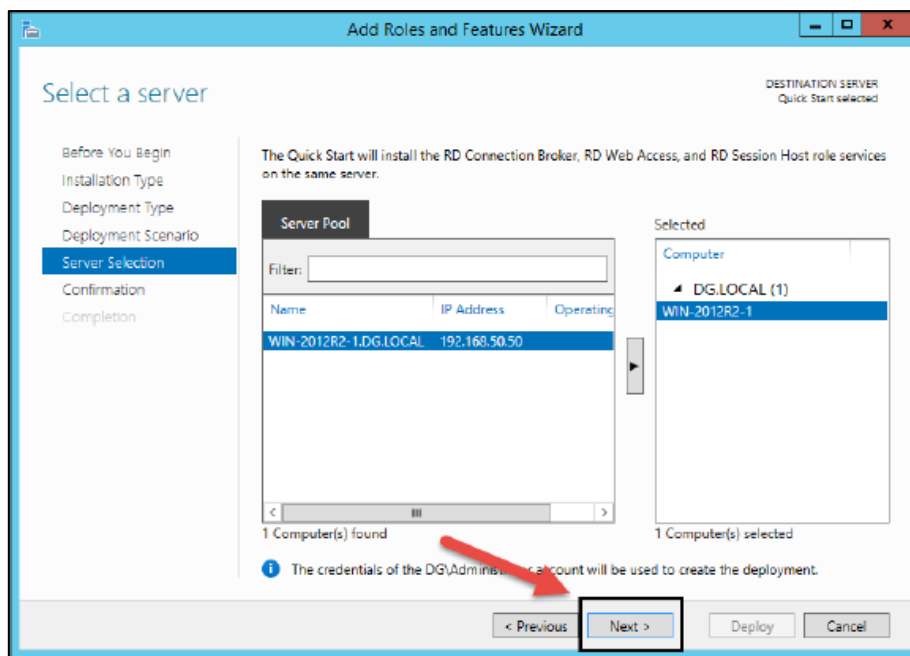 Add Roles and Features Wizard
Select a server
DESTINATION SERVER
Quick Start selected
Before You Begin
Installation Type
Deployment Type
Deployment Scenario
Server Selection
Confirmation
Completion
The Quick Start will install the RD Connection Broker, RD Web Access, and RD Session Host role services
on the same server.
Server Pool
Filter:
Name IP Address Operating
WIN-2012R2-1.DG.LOCAL 192.168.50.50
1 Computer(s) found
Selected
Computer
DG.LOCAL (1)
WIN-2012R2-1
1 Computer(s) selected
The credentials of the DG\Administrator account will be used to create the deployment.
< Previous Next > Deploy Cancel